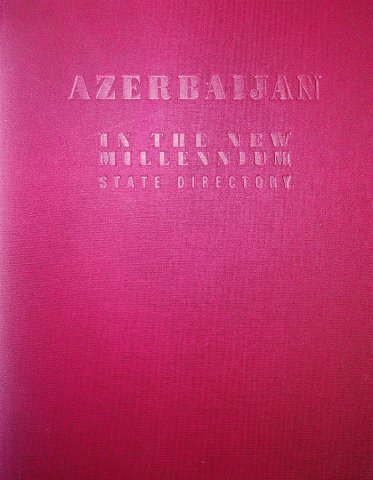 AZERBAIJAN
IN THE NEW
MILLENNIUM
STATE DIRECTORY